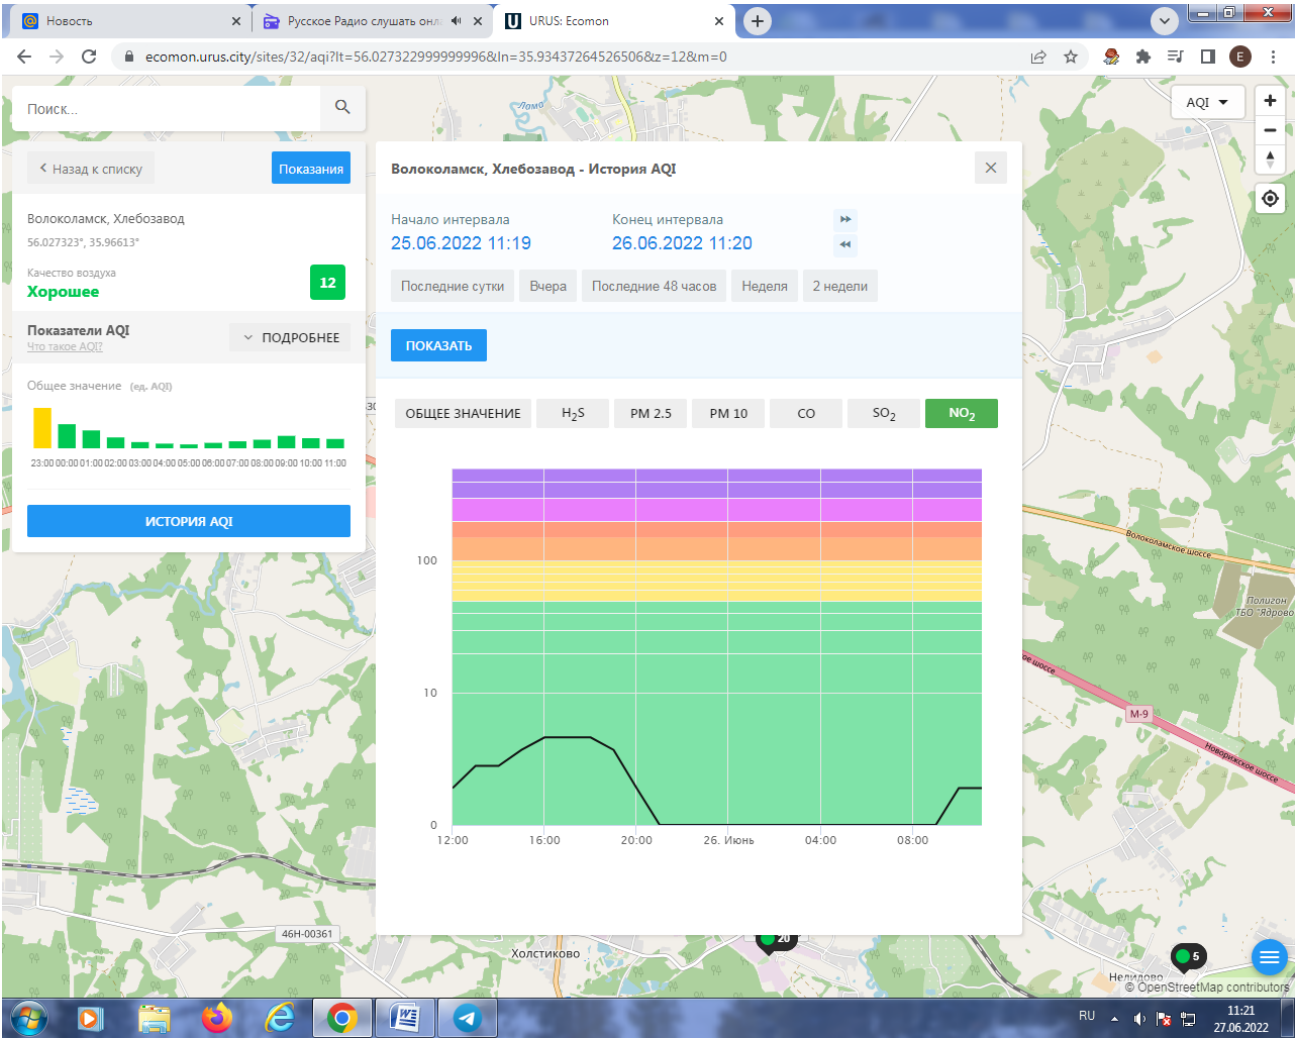 Новость
Русское Радио слушать онл
URUS: Ecomon
ecomon.urus.city/sites/32/aqi?lt=56.027322999999996&ln=35.93437264526506&z=12&m=0
E
Поиск...
AQI
Лама
Назад к списку
Показания
Волоколамск, Хлебозавод
56.027323°, 35.96613°
Качество воздуха
Хорошее
12
Показатели AQI
Что такое AQI?
ПОДРОБНЕЕ
Общее значение (ед. AQI)
23:00 00:00 01:00 02:00 03:00 04:00 05:00 06:00 07:00 08:00 09:00 10:00 11:00
ИСТОРИЯ AQI
Волоколамск, Хлебозавод - История AQI
Начало интервала
Конец интервала
25.06.2022 11:19
26.06.2022 11:20
Последние сутки
Вчера
Последние 48 часов
Неделя
2 недели
ПОКАЗАТЬ
ОБЩЕЕ ЗНАЧЕНИЕ
H2S
PM 2.5
PM 10
CO
SO2
NO2
100
10
0
12:00
16:00
20:00
26. Июнь
04:00
08:00
Волоколамское шоссе
Полигон
ТБО "Ядрово
ое шоссе
М-9
Новорижское шоссе
46Н-00361
Холстиково
20
5
Нелидово
© OpenStreetMap contributors
RU
11:21
27.06.2022